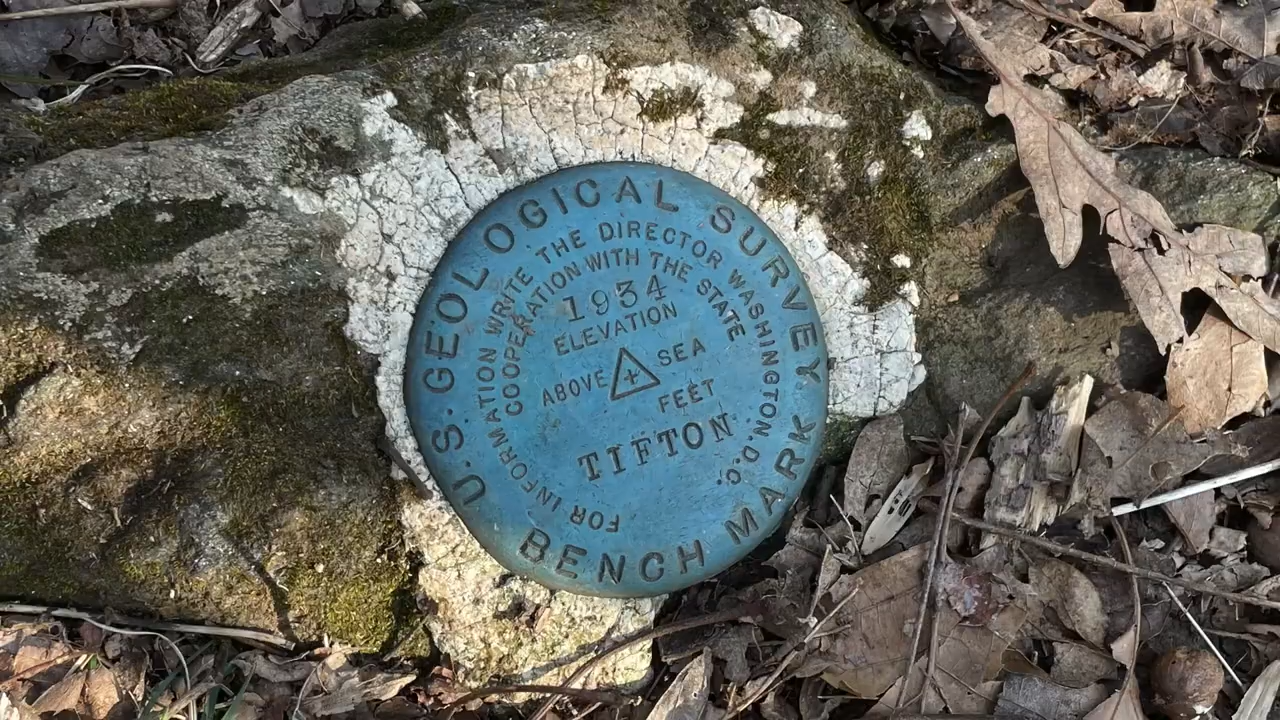 U.S. GEOLOGICAL SURVEY
FOR INFORMATION WRITE THE DIRECTOR WASHINGTON, D.C.
COOPERATION WITH THE STATE
1934
ELEVATION
ABOVE SEA
FEET
TIFTON
BENCH MARK